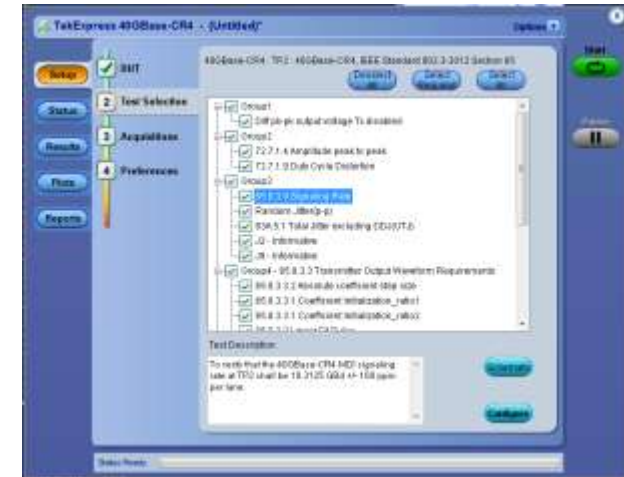 TekExpress 40GBase-CR4 - (Untitled)*
Options
Start
Setup
Status
Results
Plots
Reports
DUT
2 Test Selection
3 Acquisitions
4 Preferences
40GBase-CR4: TP2: 40GBase-CR4, IEEE Standard 802.3-2012 Section 85
Deselect All
Select Required
Select All
Group1
Diff pk-pk output voltage Tx disabled
Group2
72.7.1.4 Amplitude peak to peak
72.7.1.9 Duty Cycle Distortion
Group3
85.8.3.9 Signaling Rate
Random Jitter(p-p)
83A.5.1 Total Jitter excluding DDJ(UTJ)
J2 - Informative
J9 - Informative
Group4 - 85.8.3.3 Transmitter Output Waveform Requirements
85.8.3.3.2 Absolute coefficient step size
85.8.3.3.1 Coefficient initialization_ratio1
85.8.3.3.1 Coefficient initialization_ratio2
Test Description
To verify that the 40GBase-CR4 MDI signaling
rate at TP2 shall be 10.3125 GBd +/- 100 ppm
per lane.
Configure
Status: Ready